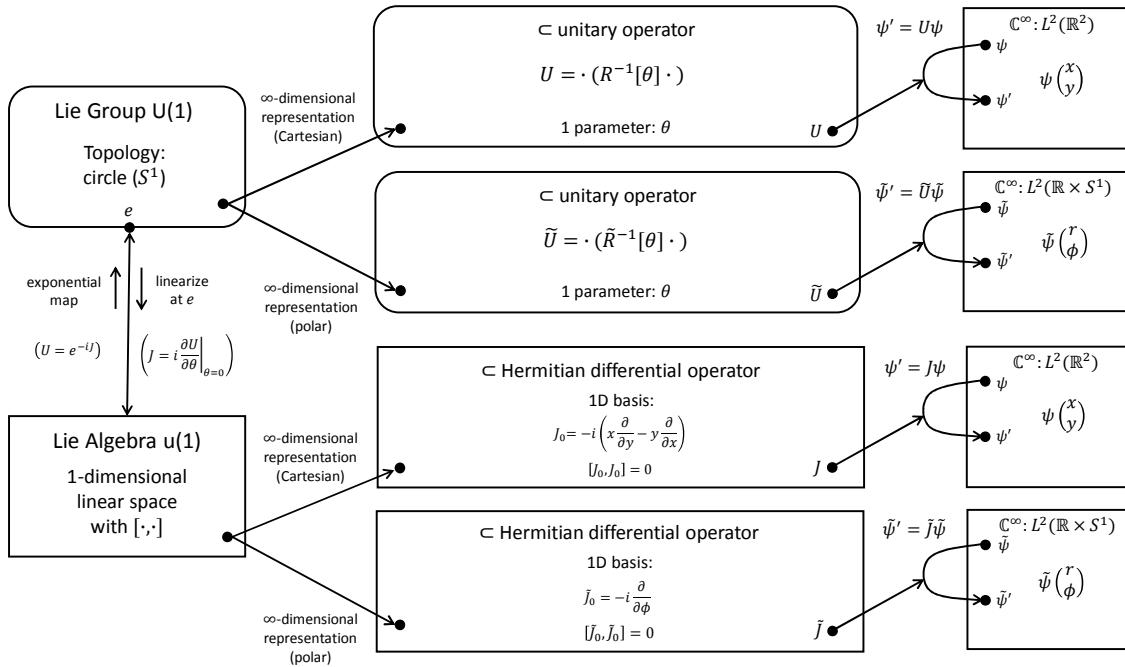 Lie Group U(1)
Topology:
circle (𝑆¹)
𝑒
exponential
map
linearize
at 𝑒
(𝑈 = 𝑒^{−𝑖𝐽})
(𝐽 = 𝑖 ∂𝑈/∂𝜃|_{𝜃=0})
Lie Algebra u(1)
1-dimensional
linear space
with [·,·]
∞-dimensional
representation
(Cartesian)
∞-dimensional
representation
(polar)
∞-dimensional
representation
(Cartesian)
∞-dimensional
representation
(polar)
⊂ unitary operator
𝑈 = · (𝑅⁻¹[𝜃] ·)
1 parameter: 𝜃
𝑈
𝜓′ = 𝑈𝜓
ℂ^∞: 𝐿²(ℝ²)
𝜓
𝜓(𝑥 𝑦)
𝜓′
⊂ unitary operator
𝑈̃ = · (𝑅̃⁻¹[𝜃] ·)
1 parameter: 𝜃
𝑈̃
𝜓̃′ = 𝑈̃𝜓̃
ℂ^∞: 𝐿²(ℝ × 𝑆¹)
𝜓̃
𝜓̃(𝑟 𝜙)
𝜓̃′
⊂ Hermitian differential operator
1D basis:
𝐽₀ = −𝑖(𝑥 ∂/∂𝑦 − 𝑦 ∂/∂𝑥)
[𝐽₀, 𝐽₀] = 0
𝐽
𝜓′ = 𝐽𝜓
ℂ^∞: 𝐿²(ℝ²)
𝜓
𝜓(𝑥 𝑦)
𝜓′
⊂ Hermitian differential operator
1D basis:
𝐽̃₀ = −𝑖 ∂/∂𝜙
[𝐽̃₀, 𝐽̃₀] = 0
𝐽̃
𝜓̃′ = 𝐽̃𝜓̃
ℂ^∞: 𝐿²(ℝ × 𝑆¹)
𝜓̃
𝜓̃(𝑟 𝜙)
𝜓̃′